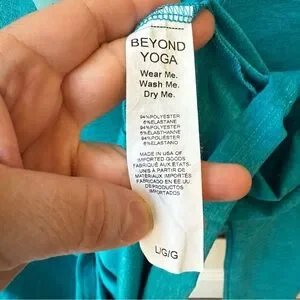 BEYOND
YOGA
Wear Me.
Wash Me.
Dry Me.
94%POLYESTER
6%ELASTANE
94%POLYESTER
6%ELASTHANNE
94%POLIÉSTER
6%ELASTANO
MADE IN USA OF
IMPORTED GOODS
FABRIQUÉ AUX ÉTATS-
UNIS À PARTIR DE
MATÉRIAUX IMPORTÉS
FABRICADO EN EE.UU.
DE PRODUCTOS
IMPORTADOS
L/G/G